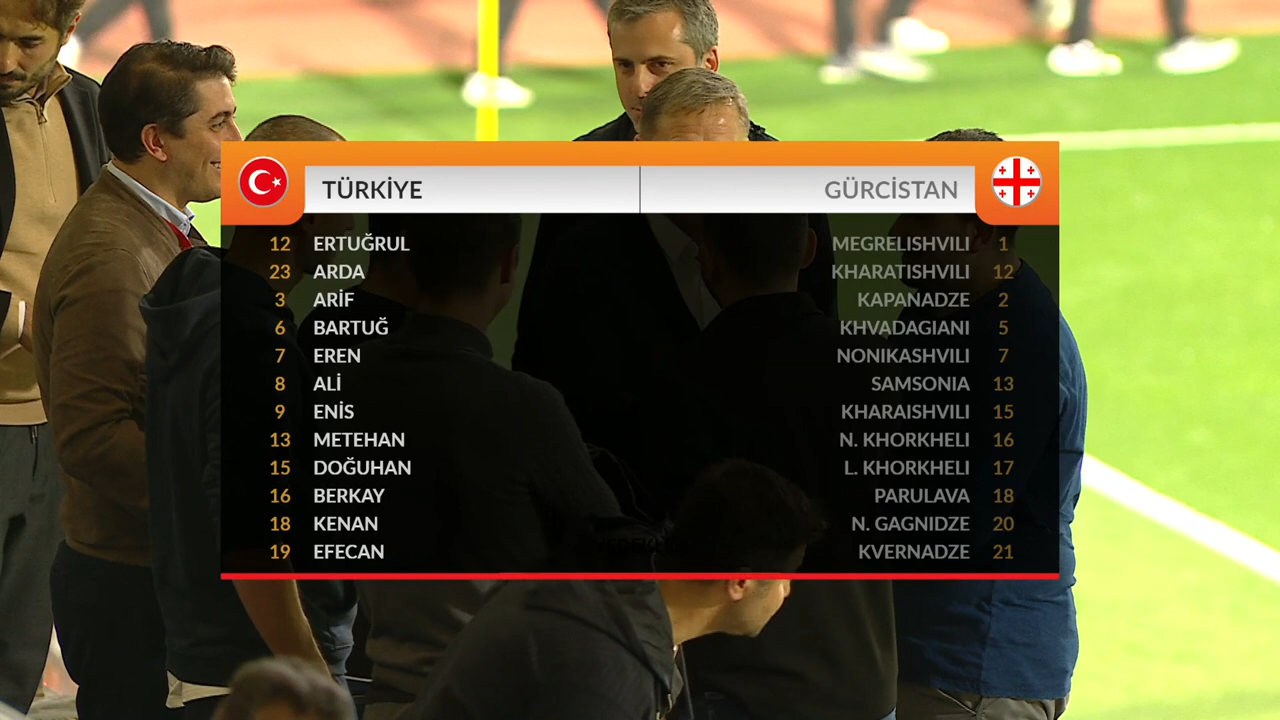 TÜRKİYE GÜRCİSTAN
12 ERTUĞRUL MEGRELISHVILI 1
23 ARDA KHARATISHVILI 12
3 ARİF KAPANADZE 2
6 BARTUĞ KHVADAGIANI 5
7 EREN NONIKASHVILI 7
8 ALİ SAMSONIA 13
9 ENİS KHARAISHVILI 15
13 METEHAN N. KHORKHELI 16
15 DOĞUHAN L. KHORKHELI 17
16 BERKAY PARULAVA 18
18 KENAN N. GAGNIDZE 20
19 EFECAN KVERNADZE 21